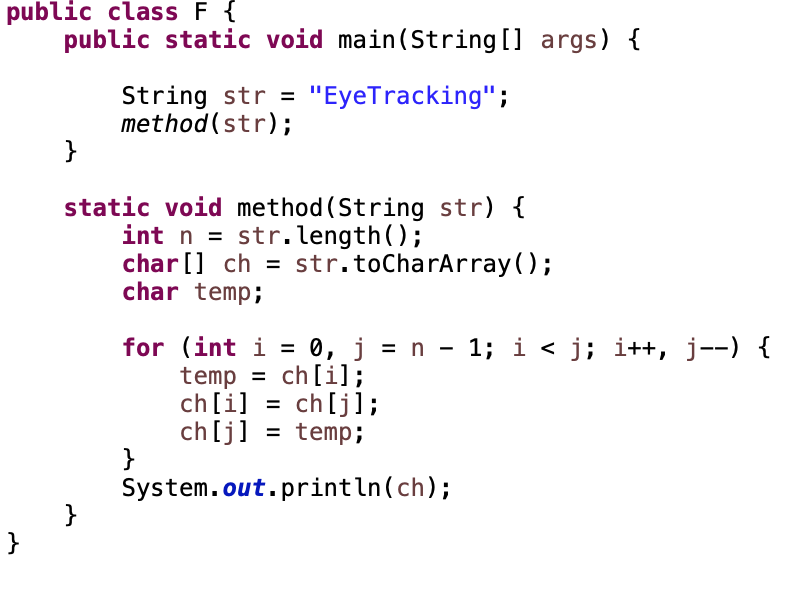 public class F {
    public static void main(String[] args) {

        String str = "EyeTracking";
        method(str);
    }

    static void method(String str) {
        int n = str.length();
        char[] ch = str.toCharArray();
        char temp;

        for (int i = 0, j = n - 1; i < j; i++, j--) {
            temp = ch[i];
            ch[i] = ch[j];
            ch[j] = temp;
        }
        System.out.println(ch);
    }
}